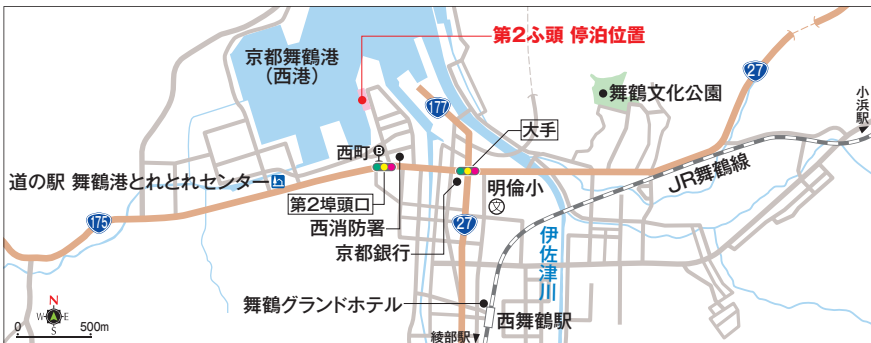 第2ふ頭 停泊位置
京都舞鶴港
（西港）
27
177
舞鶴文化公園
小浜駅
大手
西町 B
JR舞鶴線
道の駅 舞鶴港とれとれセンター
明倫小
文
第2埠頭口
175
西消防署
27
京都銀行
伊佐津川
舞鶴グランドホテル
西舞鶴駅
N
W E
S
0 500m
綾部駅